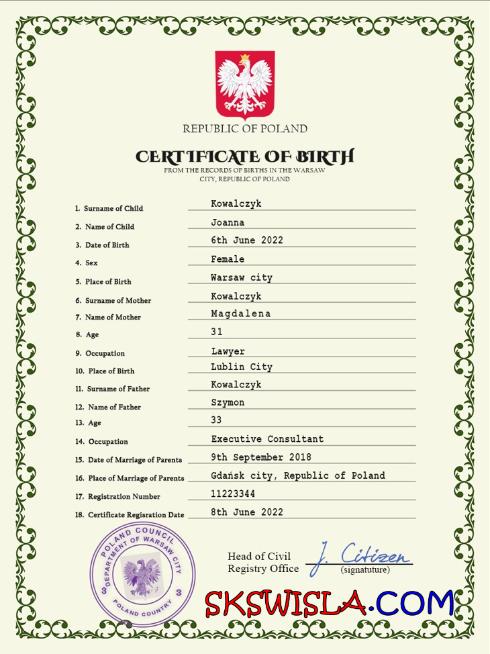 REPUBLIC OF POLAND
CERTIFICATE OF BIRTH
FROM THE RECORDS OF BIRTHS IN THE WARSAW
CITY, REPUBLIC OF POLAND
1. Surname of Child Kowalczyk
2. Name of Child Joanna
3. Date of Birth 6th June 2022
4. Sex Female
5. Place of Birth Warsaw city
6. Surname of Mother Kowalczyk
7. Name of Mother Magdalena
8. Age 31
9. Occupation Lawyer
10. Place of Birth Lublin City
11. Surname of Father Kowalczyk
12. Name of Father Szymon
13. Age 33
14. Occupation Executive Consultant
15. Date of Marriage of Parents 9th September 2018
16. Place of Marriage of Parents Gdańsk city, Republic of Poland
17. Registration Number 11223344
18. Certificate Regisration Date 8th June 2022
POLAND COUNCIL
DEPARTMENT OF WARSAW CITY
3 3
POLAND COUNTRY
Head of Civil
Registry Office
J. Citizen
(signatuture)
SKSWISLA.COM